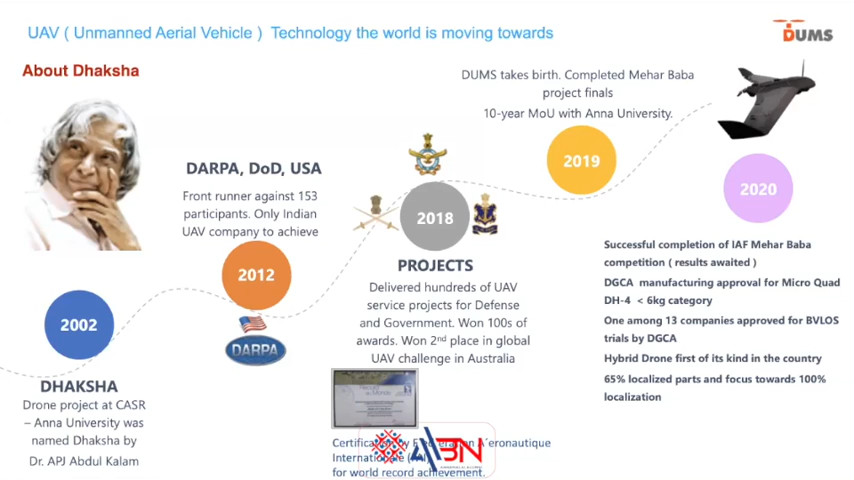 UAV ( Unmanned Aerial Vehicle ) Technology the world is moving towards
DUMS
About Dhaksha
2002
DHAKSHA
Drone project at CASR
– Anna University was
named Dhaksha by
Dr. APJ Abdul Kalam
DARPA, DoD, USA
Front runner against 153
participants. Only Indian
UAV company to achieve
2012
DARPA
2018
PROJECTS
Delivered hundreds of UAV
service projects for Defense
and Government. Won 100s of
awards. Won 2nd place in global
UAV challenge in Australia
Aeronautique
for world record achievement.
ABN
DUMS takes birth. Completed Mehar Baba
project finals
10-year MoU with Anna University.
2019
2020
Successful completion of IAF Mehar Baba
competition ( results awaited )
DGCA manufacturing approval for Micro Quad
DH-4 < 6kg category
One among 13 companies approved for BVLOS
trials by DGCA
Hybrid Drone first of its kind in the country
65% localized parts and focus towards 100%
localization